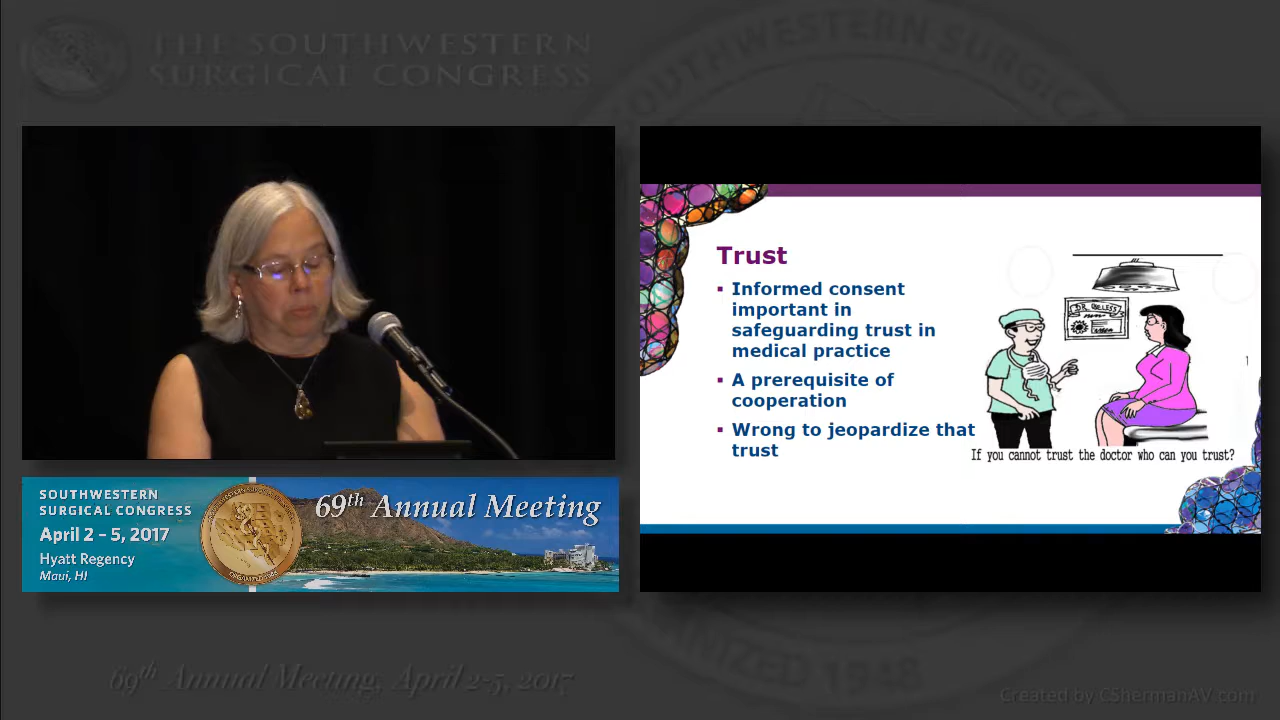 THE SOUTHWESTERN
SURGICAL CONGRESS
SOUTHWESTERN
SURGICAL CONGRESS
April 2 - 5, 2017
Hyatt Regency
Maui, HI
69th Annual Meeting
Trust
Informed consent
important in
safeguarding trust in
medical practice
A prerequisite of
cooperation
Wrong to jeopardize that
trust
If you cannot trust the doctor who can you trust?
69th Annual Meeting, April 2-5, 2017
Created by CShermanAV.com